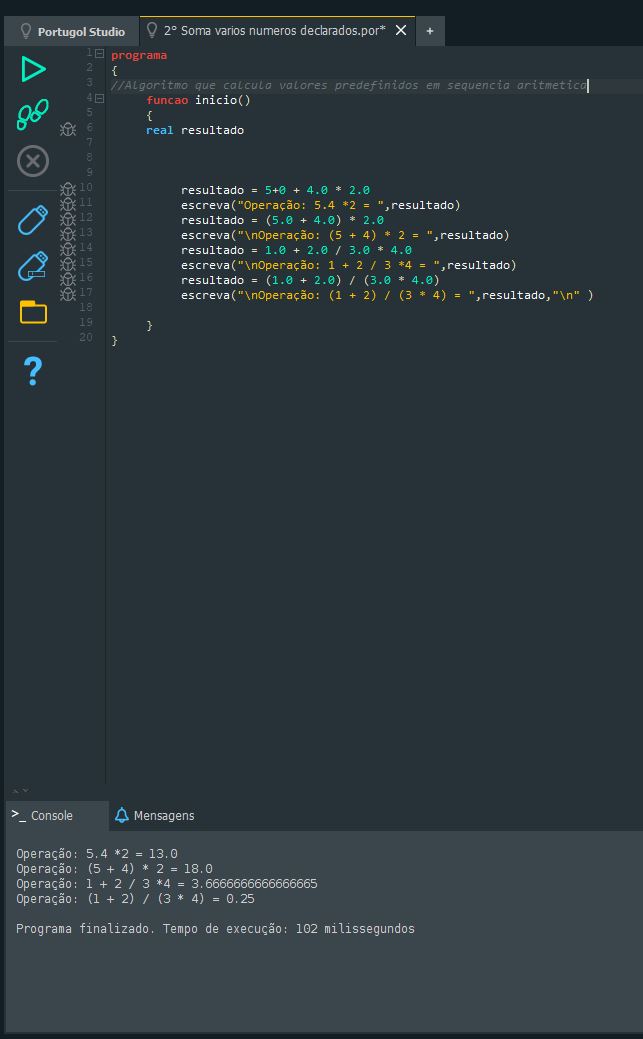 Portugol Studio
2° Soma varios numeros declarados.por*
+
1 programa
2 {
3 //Algoritmo que calcula valores predefinidos em sequencia aritmetica
4 funcao inicio()
5 {
6 real resultado
7
8
9
10 resultado = 5+0 + 4.0 * 2.0
11 escreva("Operação: 5.4 *2 = ",resultado)
12 resultado = (5.0 + 4.0) * 2.0
13 escreva("\nOperação: (5 + 4) * 2 = ",resultado)
14 resultado = 1.0 + 2.0 / 3.0 * 4.0
15 escreva("\nOperação: 1 + 2 / 3 *4 = ",resultado)
16 resultado = (1.0 + 2.0) / (3.0 * 4.0)
17 escreva("\nOperação: (1 + 2) / (3 * 4) = ",resultado,"\n" )
18
19 }
20 }
?
>_ Console
Mensagens
Operação: 5.4 *2 = 13.0
Operação: (5 + 4) * 2 = 18.0
Operação: 1 + 2 / 3 *4 = 3.6666666666666665
Operação: (1 + 2) / (3 * 4) = 0.25
Programa finalizado. Tempo de execução: 102 milissegundos